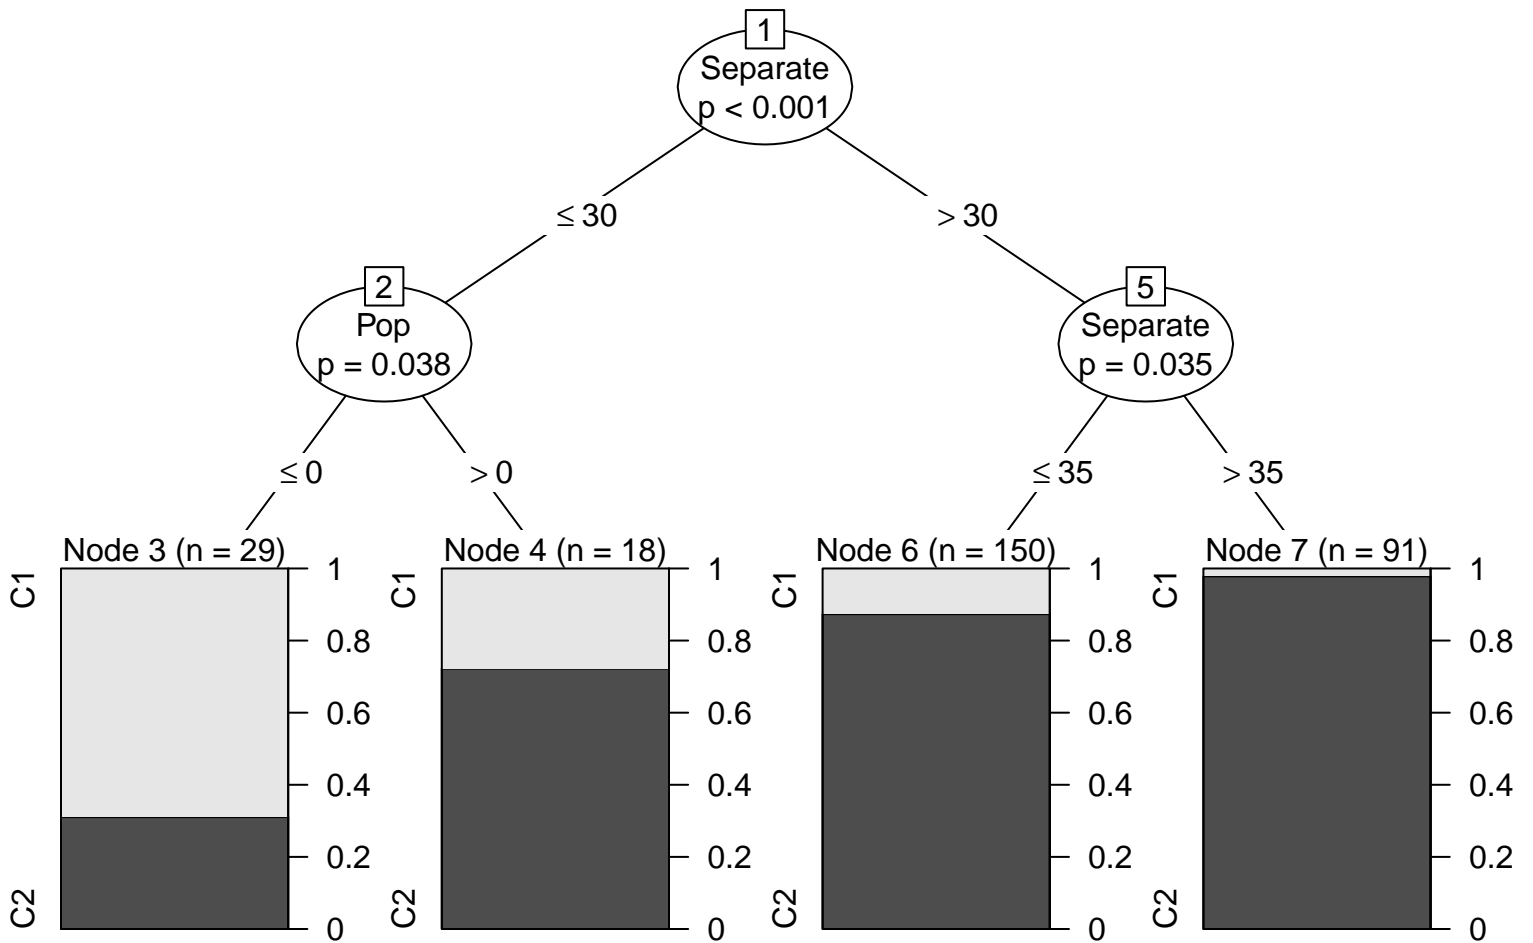 1
Separate
p < 0.001
≤ 30
> 30
2
Pop
p = 0.038
5
Separate
p = 0.035
≤ 0
> 0
≤ 35
> 35
Node 3 (n = 29)
C1
C2
1
0.8
0.6
0.4
0.2
0
Node 4 (n = 18)
C1
C2
1
0.8
0.6
0.4
0.2
0
Node 6 (n = 150)
C1
C2
1
0.8
0.6
0.4
0.2
0
Node 7 (n = 91)
C1
C2
1
0.8
0.6
0.4
0.2
0